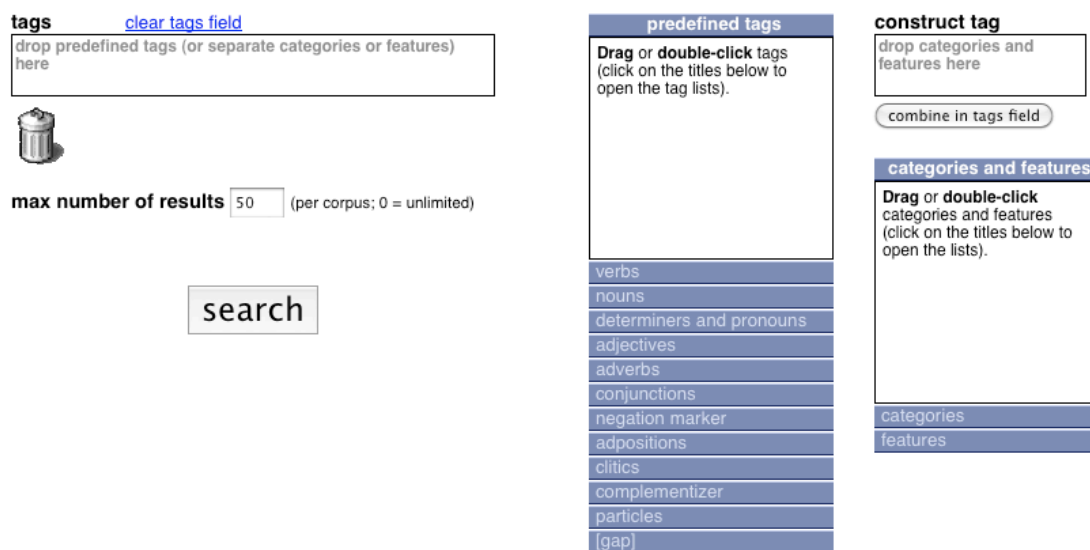 tags clear tags field
drop predefined tags (or separate categories or features)
here
max number of results 50 (per corpus; 0 = unlimited)
search
predefined tags
Drag or double-click tags
(click on the titles below to
open the tag lists).
verbs
nouns
determiners and pronouns
adjectives
adverbs
conjunctions
negation marker
adpositions
clitics
complementizer
particles
[gap]
construct tag
drop categories and
features here
combine in tags field
categories and features
Drag or double-click
categories and features
(click on the titles below to
open the lists).
categories
features